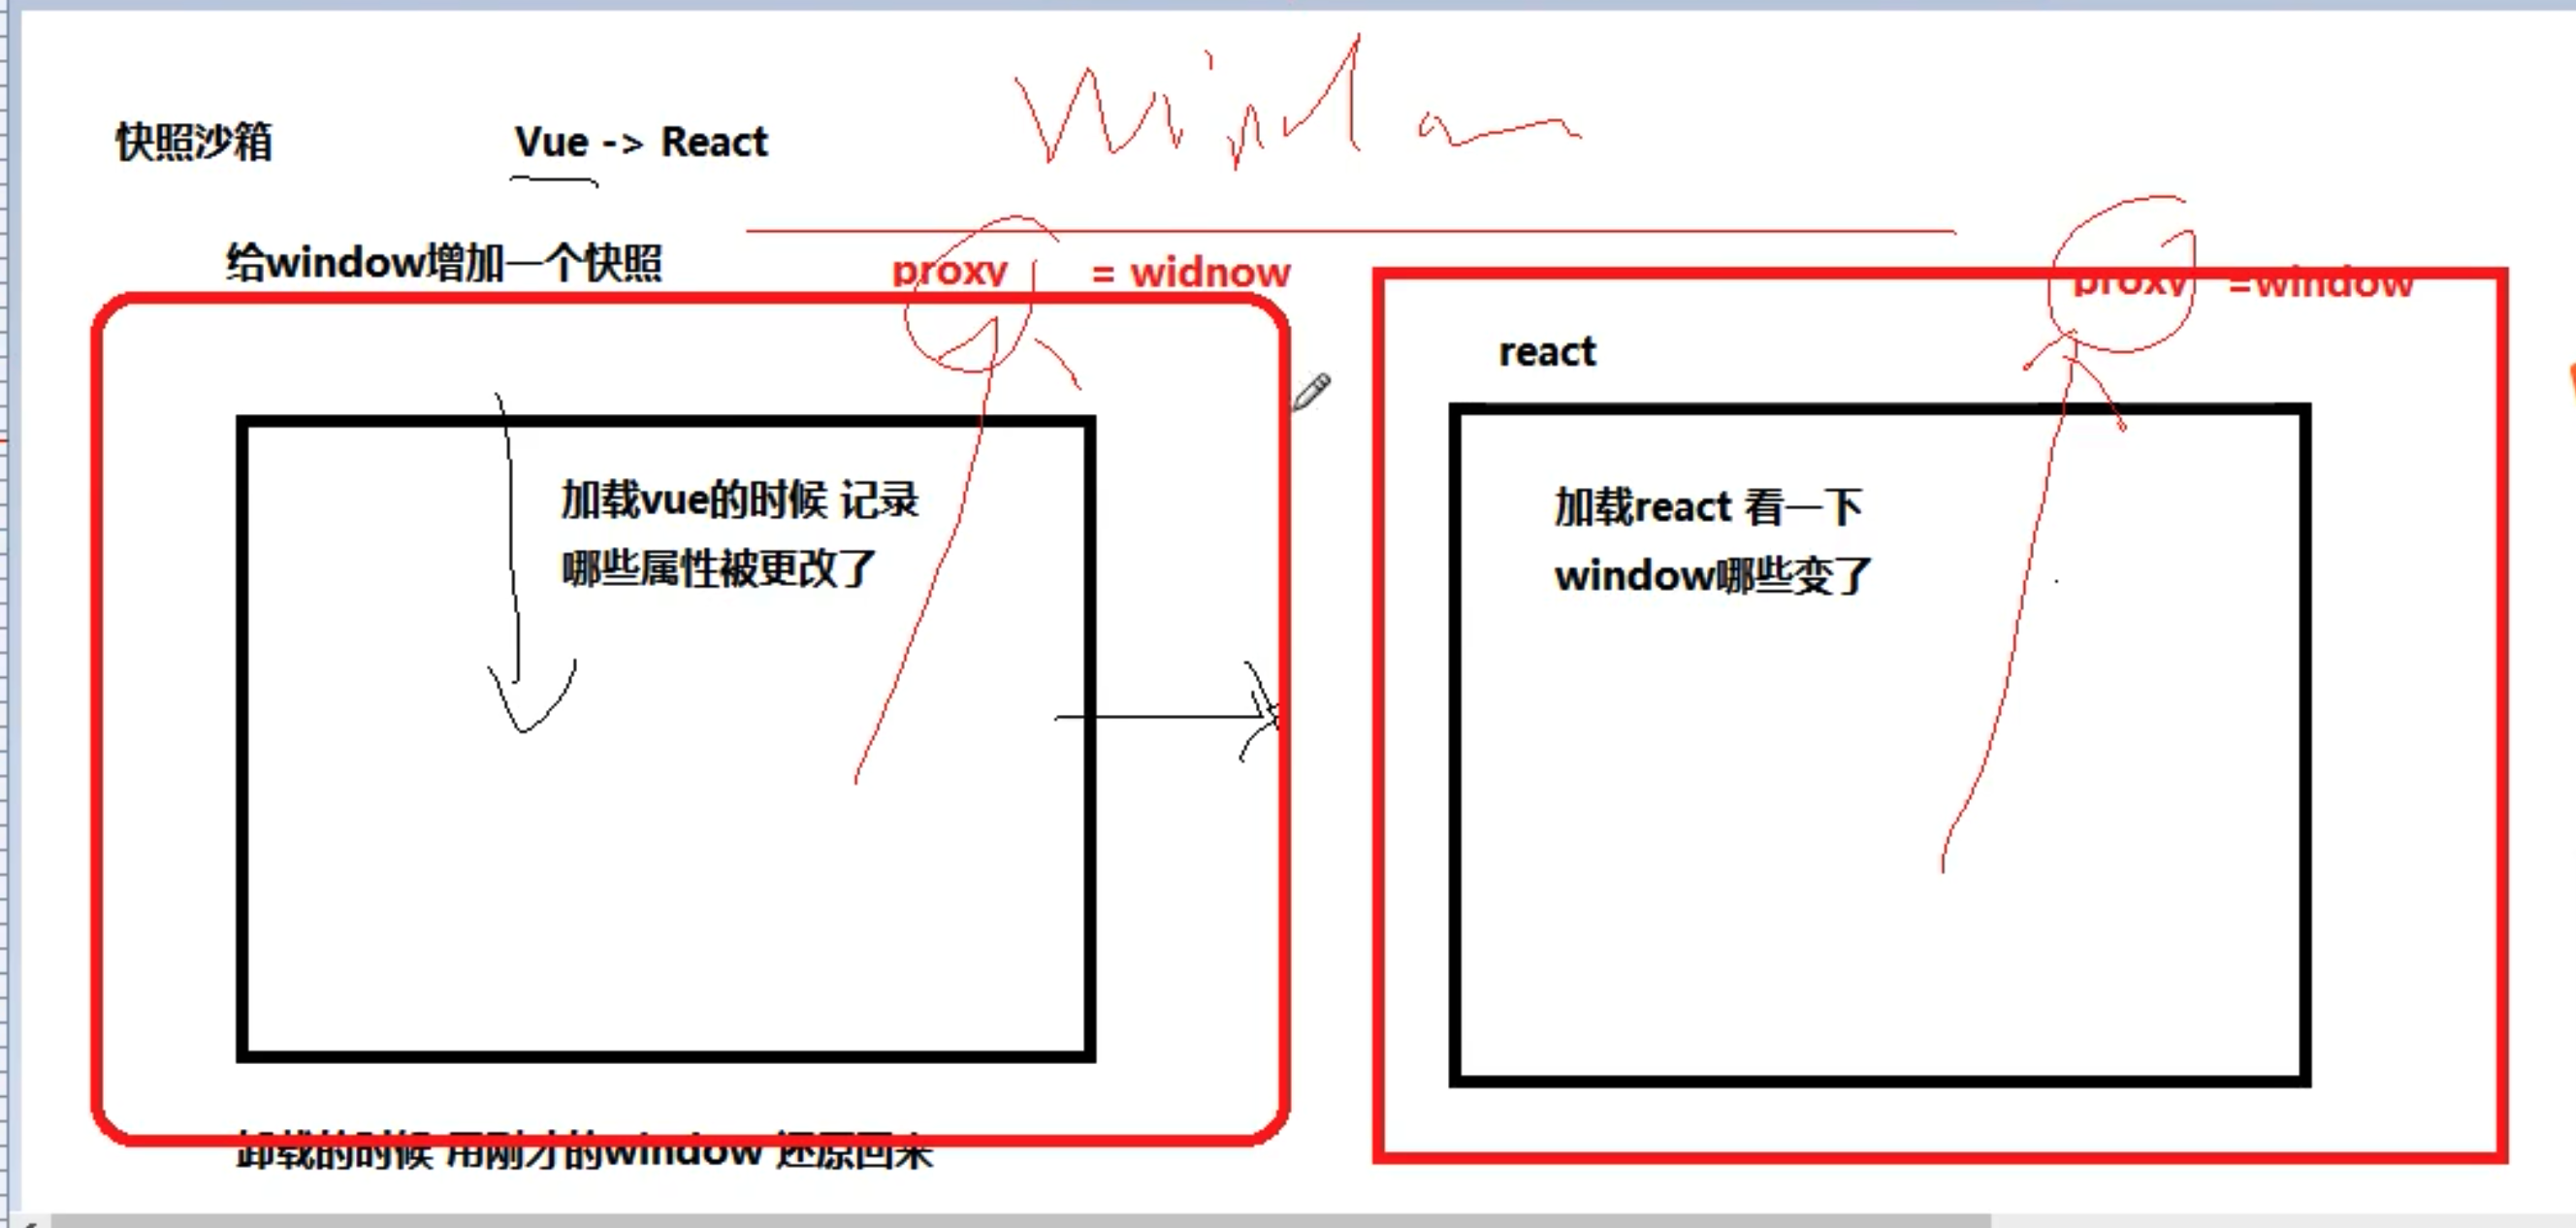 快照沙箱
Vue -> React
给window增加一个快照
proxy = widnow
proxy =window
加载vue的时候 记录
哪些属性被更改了
卸载的时候 用刚才的window 还原回来
react
加载react 看一下
window哪些变了